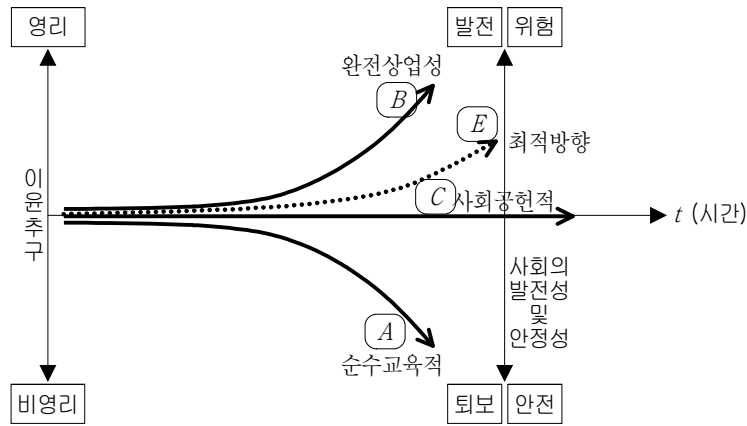 영리
발전 위험
완전상업성
B
E
최적방향
이윤추구
C 사회공헌적
t (시간)
사회의
발전성
및
안정성
A
순수교육적
비영리
퇴보 안전